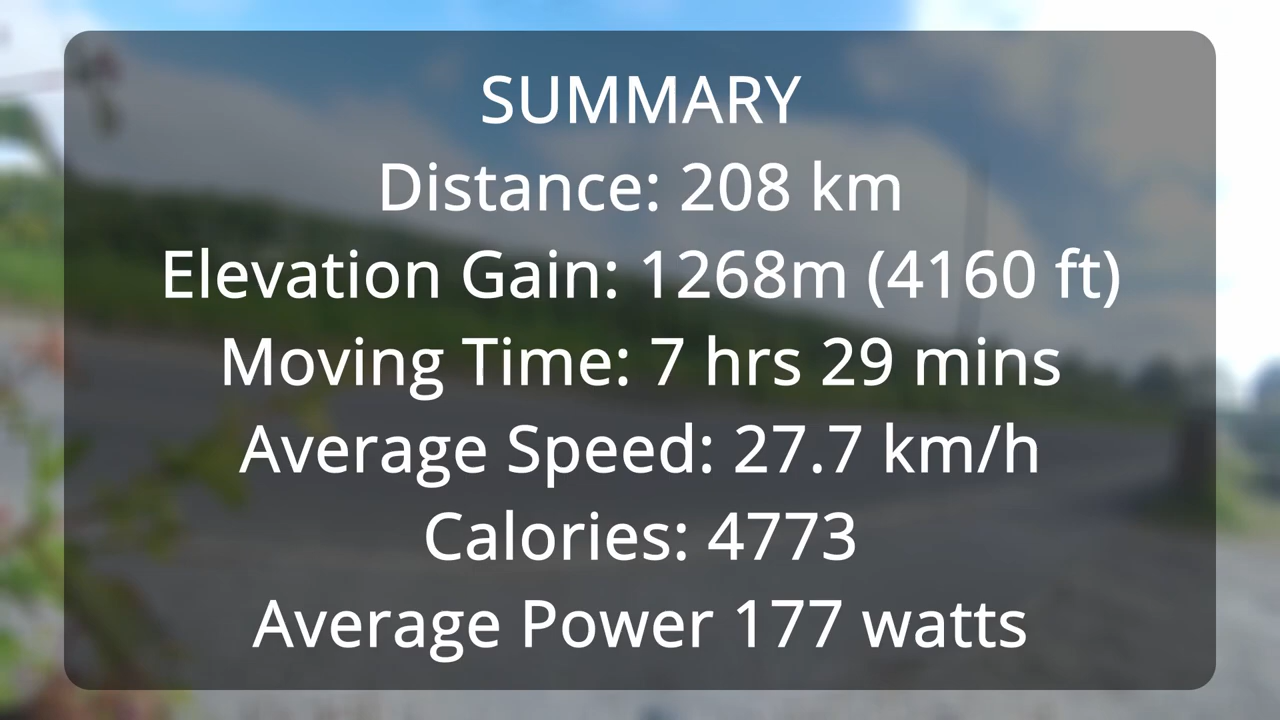 SUMMARY
Distance: 208 km
Elevation Gain: 1268m (4160 ft)
Moving Time: 7 hrs 29 mins
Average Speed: 27.7 km/h
Calories: 4773
Average Power 177 watts